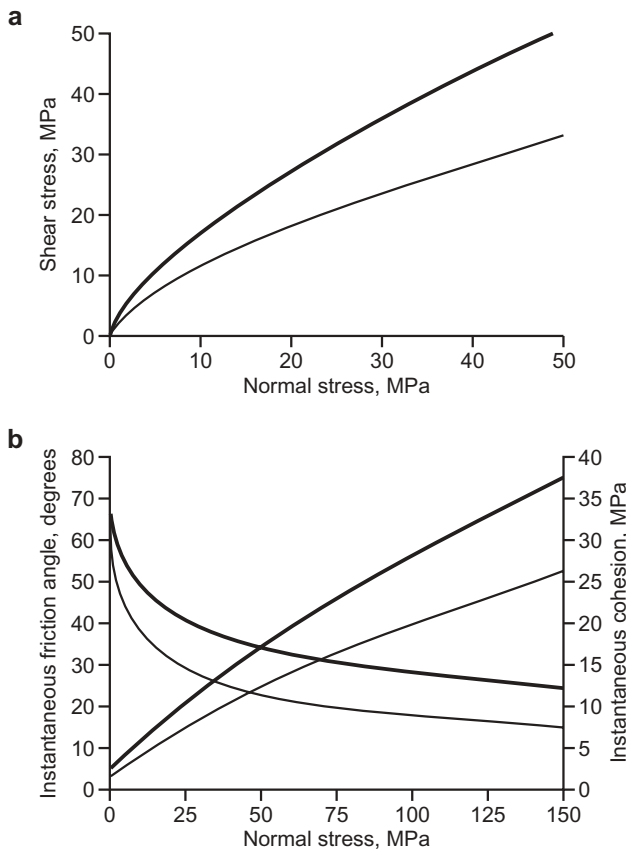 a
Shear stress, MPa
50
40
30
20
10
0
0 10 20 30 40 50
Normal stress, MPa
b
Instantaneous friction angle, degrees
80
70
60
50
40
30
20
10
0
40
35
30
25
20
15
10
5
0
Instantaneous cohesion, MPa
0 25 50 75 100 125 150
Normal stress, MPa